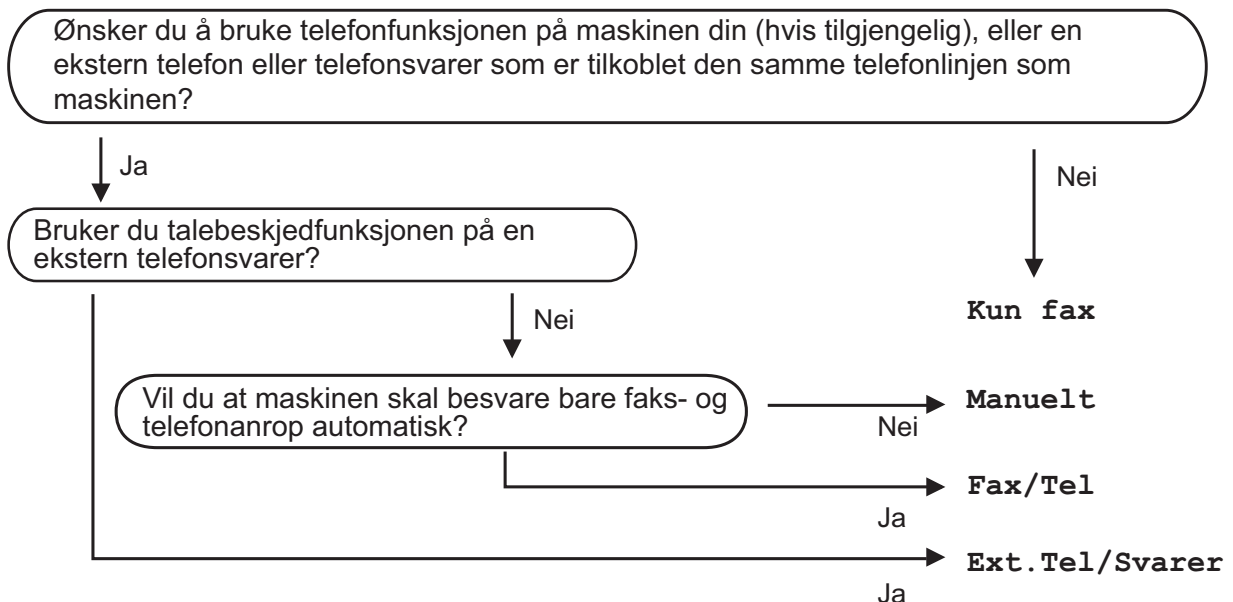 Ønsker du å bruke telefonfunksjonen på maskinen din (hvis tilgjengelig), eller en
ekstern telefon eller telefonsvarer som er tilkoblet den samme telefonlinjen som
maskinen?
Ja
Nei
Bruker du talebeskjedfunksjonen på en
ekstern telefonsvarer?
Nei
Kun fax
Vil du at maskinen skal besvare bare faks- og
telefonanrop automatisk?
Nei
Manuelt
Ja
Fax/Tel
Ja
Ext.Tel/Svarer